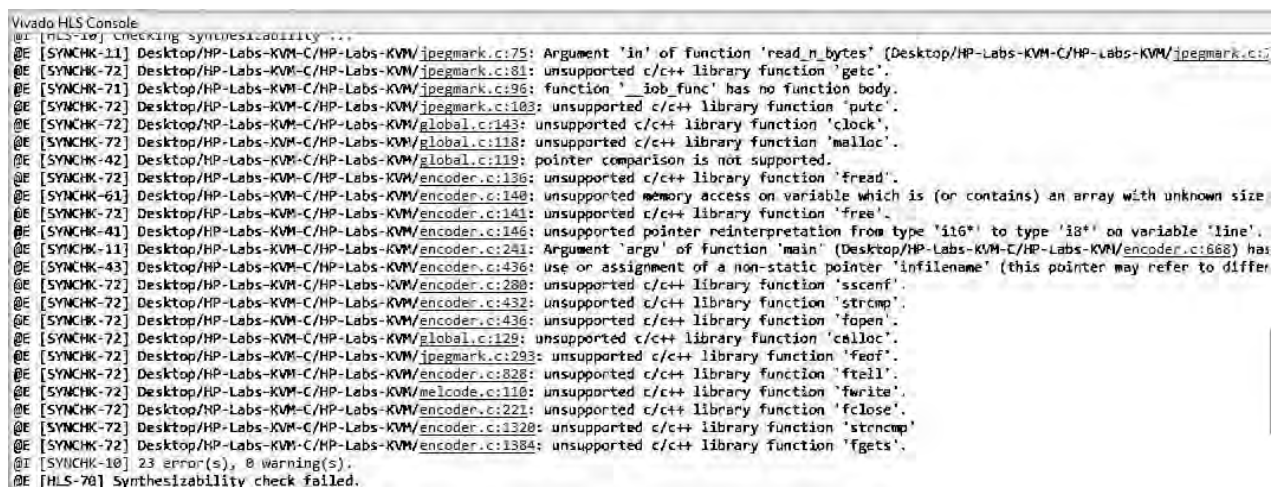 Vivado HLS Console
@I [HLS-10] Checking synthesizability ...
@E [SYNCHK-11] Desktop/HP-Labs-KVM-C/HP-Labs-KVM/jpegmark.c:75: Argument 'in' of function 'read_n_bytes' (Desktop/HP-Labs-KVM-C/HP-Labs-KVM/jpegmark.c:7
@E [SYNCHK-72] Desktop/HP-Labs-KVM-C/HP-Labs-KVM/jpegmark.c:81: unsupported c/c++ library function 'getc'.
@E [SYNCHK-71] Desktop/HP-Labs-KVM-C/HP-Labs-KVM/jpegmark.c:96: function '__iob_func' has no function body.
@E [SYNCHK-72] Desktop/HP-Labs-KVM-C/HP-Labs-KVM/jpegmark.c:103: unsupported c/c++ library function 'putc'.
@E [SYNCHK-72] Desktop/HP-Labs-KVM-C/HP-Labs-KVM/global.c:143: unsupported c/c++ library function 'clock'.
@E [SYNCHK-72] Desktop/HP-Labs-KVM-C/HP-Labs-KVM/global.c:118: unsupported c/c++ library function 'malloc'.
@E [SYNCHK-42] Desktop/HP-Labs-KVM-C/HP-Labs-KVM/global.c:119: pointer comparison is not supported.
@E [SYNCHK-72] Desktop/HP-Labs-KVM-C/HP-Labs-KVM/encoder.c:136: unsupported c/c++ library function 'fread'.
@E [SYNCHK-61] Desktop/HP-Labs-KVM-C/HP-Labs-KVM/encoder.c:140: unsupported memory access on variable which is (or contains) an array with unknown size
@E [SYNCHK-72] Desktop/HP-Labs-KVM-C/HP-Labs-KVM/encoder.c:141: unsupported c/c++ library function 'free'.
@E [SYNCHK-41] Desktop/HP-Labs-KVM-C/HP-Labs-KVM/encoder.c:146: unsupported pointer reinterpretation from type 'i16*' to type 'i8*' on variable 'line'.
@E [SYNCHK-11] Desktop/HP-Labs-KVM-C/HP-Labs-KVM/encoder.c:241: Argument 'argv' of function 'main' (Desktop/HP-Labs-KVM-C/HP-Labs-KVM/encoder.c:668) has
@E [SYNCHK-43] Desktop/HP-Labs-KVM-C/HP-Labs-KVM/encoder.c:436: use or assignment of a non-static pointer 'infilename' (this pointer may refer to differ
@E [SYNCHK-72] Desktop/HP-Labs-KVM-C/HP-Labs-KVM/encoder.c:280: unsupported c/c++ library function 'sscanf'.
@E [SYNCHK-72] Desktop/HP-Labs-KVM-C/HP-Labs-KVM/encoder.c:432: unsupported c/c++ library function 'strcmp'.
@E [SYNCHK-72] Desktop/HP-Labs-KVM-C/HP-Labs-KVM/encoder.c:436: unsupported c/c++ library function 'fopen'.
@E [SYNCHK-72] Desktop/HP-Labs-KVM-C/HP-Labs-KVM/global.c:129: unsupported c/c++ library function 'calloc'.
@E [SYNCHK-72] Desktop/HP-Labs-KVM-C/HP-Labs-KVM/jpegmark.c:293: unsupported c/c++ library function 'feof'.
@E [SYNCHK-72] Desktop/HP-Labs-KVM-C/HP-Labs-KVM/encoder.c:828: unsupported c/c++ library function 'ftell'.
@E [SYNCHK-72] Desktop/HP-Labs-KVM-C/HP-Labs-KVM/melcode.c:110: unsupported c/c++ library function 'fwrite'.
@E [SYNCHK-72] Desktop/HP-Labs-KVM-C/HP-Labs-KVM/encoder.c:221: unsupported c/c++ library function 'fclose'.
@E [SYNCHK-72] Desktop/HP-Labs-KVM-C/HP-Labs-KVM/encoder.c:1320: unsupported c/c++ library function 'strncmp'
@E [SYNCHK-72] Desktop/HP-Labs-KVM-C/HP-Labs-KVM/encoder.c:1384: unsupported c/c++ library function 'fgets'.
@I [SYNCHK-10] 23 error(s), 0 warning(s).
@E [HLS-70] Synthesizability check failed.